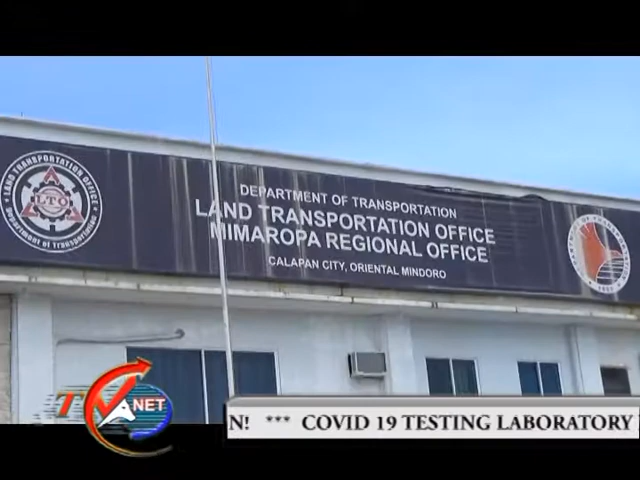 LAND TRANSPORTATION OFFICE
LTO
Department of Transportation
DEPARTMENT OF TRANSPORTATION
LAND TRANSPORTATION OFFICE
MIMAROPA REGIONAL OFFICE
CALAPAN CITY, ORIENTAL MINDORO
TV NET
N! *** COVID 19 TESTING LABORATORY